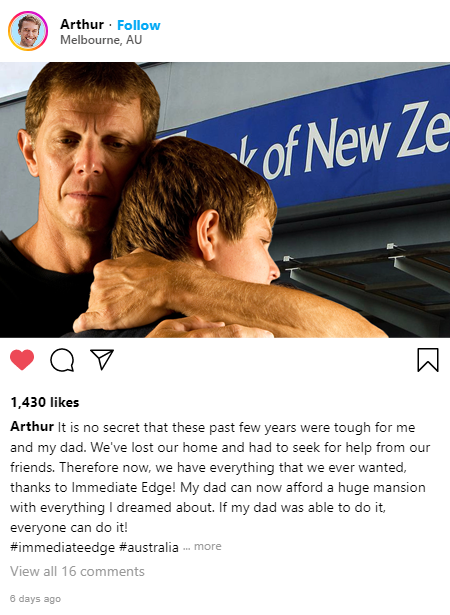 Arthur · Follow
Melbourne, AU
k of New Ze
1,430 likes
Arthur It is no secret that these past few years were tough for me
and my dad. We've lost our home and had to seek for help from our
friends. Therefore now, we have everything that we ever wanted,
thanks to Immediate Edge! My dad can now afford a huge mansion
with everything I dreamed about. If my dad was able to do it,
everyone can do it!
#immediateedge #australia ... more
View all 16 comments
6 days ago